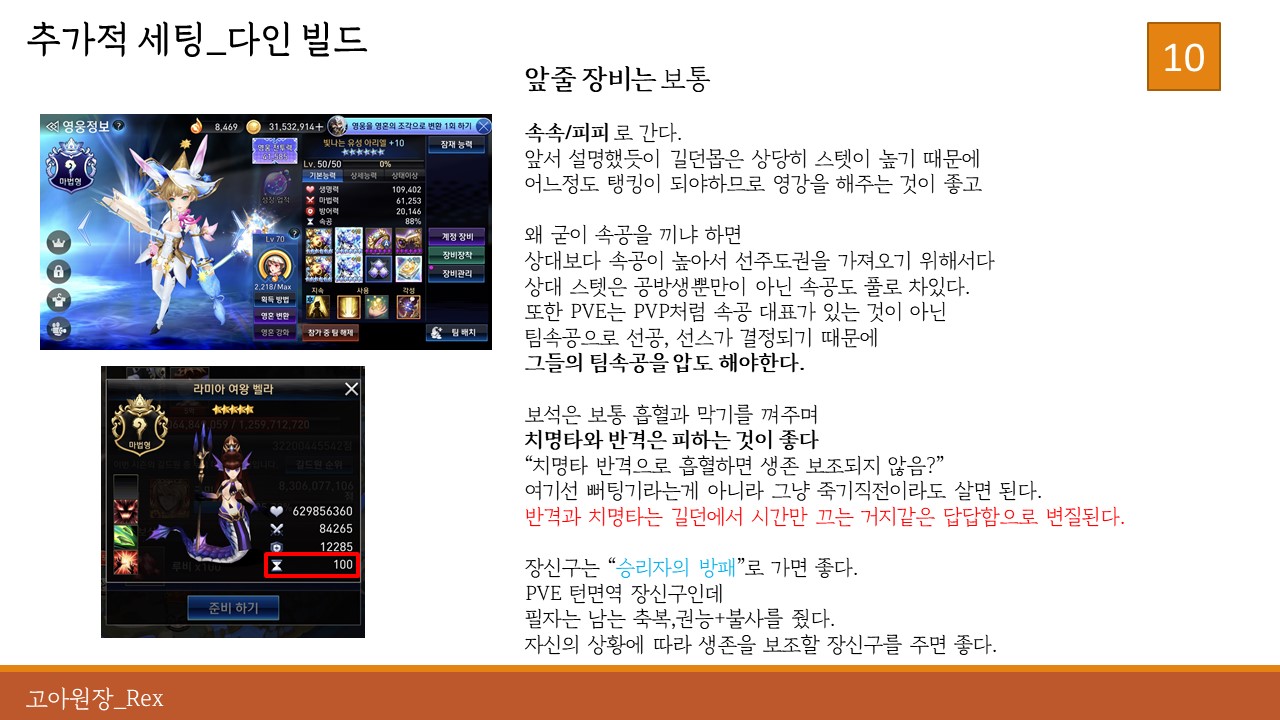 추가적 세팅_다인 빌드
10
앞 줄 장비는 보통
속속/피피 로 간다.
앞서 설명했듯이 길던몹은 상당히 스텟이 높기 때문에
어느정도 탱킹이 되야하므로 영강을 해주는 것이 좋고
왜 굳이 속공을 끼냐 하면
상대보다 속공이 높아서 선주도권을 가져오기 위해서다
상대 스텟은 공방생뿐만이 아닌 속공도 풀로 차있다.
또한 PVE는 PVP처럼 속공 대표가 있는 것이 아닌
팀속공으로 선공, 선스가 결정되기 때문에
그들의 팀속공을 압도 해야한다.
보석은 보통 흡혈과 막기를 껴주며
치명타와 반격은 피하는 것이 좋다
“치명타 반격으로 흡혈하면 생존 보조되지 않음?”
여기선 뻐팅기라는게 아니라 그냥 죽기직전이라도 살면 된다.
반격과 치명타는 길던에서 시간만 끄는 거지같은 답답함으로 변질된다.
장신구는 “승리자의 방패”로 가면 좋다.
PVE 턴면역 장신구인데
필자는 남는 축복,권능+불사를 줬다.
자신의 상황에 따라 생존을 보조할 장신구를 주면 좋다.
영웅정보 ?
8,469
31,532,914+
영웅을 영혼의 조각으로 변환 1회 하기
마법형
영웅 전투력
빛나는 유성 아리엘 +10
잠재 능력
Lv. 50/50
0%
기본능력 상세능력 상태이상
생명력 109,402
마법력 61,253
방어력 20,146
속공 88%
성장 업적
Lv 70
2,218/Max
획득 방법
영혼 변환
영혼 강화
계정 장비
장비장착
장비관리
지속 사용 각성
참가 중 팀 해제
팀 배치
라미아 여왕 벨라
마법형
629856360
84265
12285
100
준비 하기
고아원장_Rex